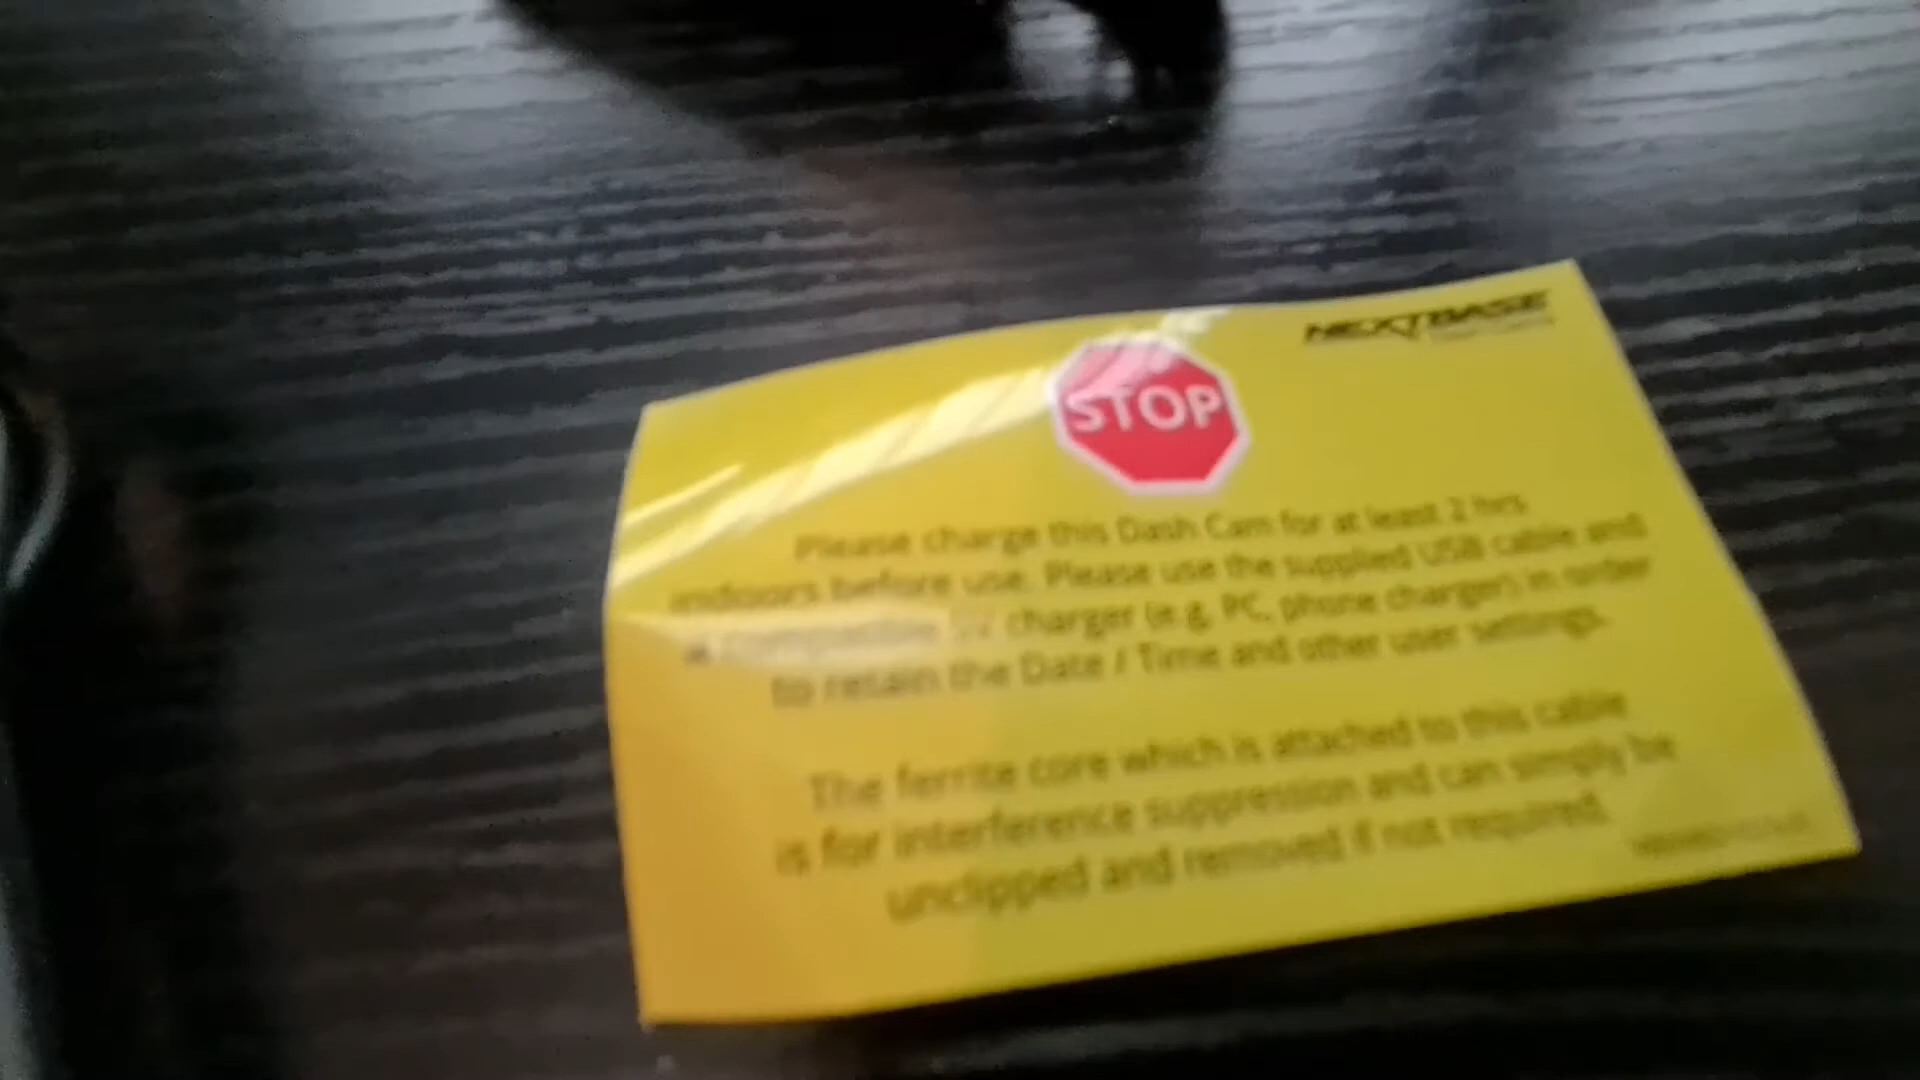 NEXTBASE
STOP
Please charge this Dash Cam for at least 2 hrs
indoors before use. Please use the supplied USB cable and
a compatible 5V charger (e.g. PC, phone charger) in order
to retain the Date / Time and other user settings.
The ferrite core which is attached to this cable
is for interference suppression and can simply be
unclipped and removed if not required.